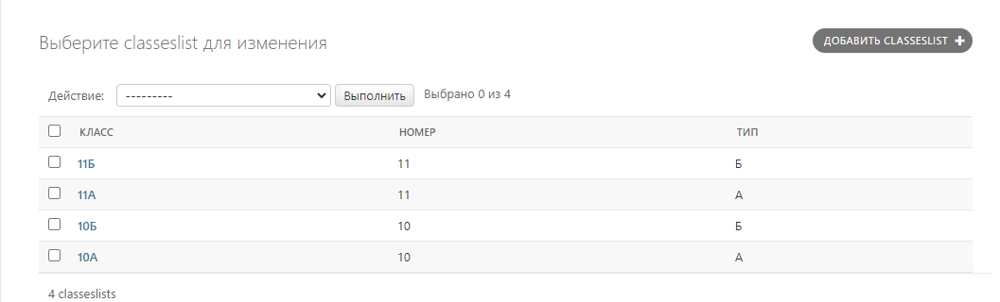 Выберите classeslist для изменения
ДОБАВИТЬ CLASSESLIST +
Действие: --------- Выполнить Выбрано 0 из 4
КЛАСС НОМЕР ТИП
11Б 11 Б
11А 11 А
10Б 10 Б
10А 10 А
4 classeslists